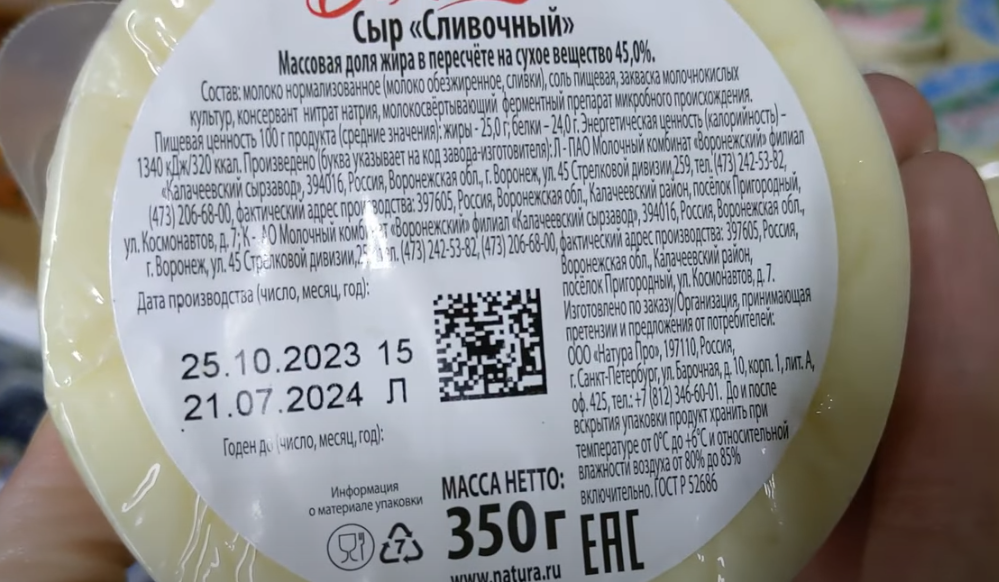 Сыр «Сливочный»
Массовая доля жира в пересчёте на сухое вещество 45,0%.
Состав: молоко нормализованное (молоко обезжиренное, сливки), соль пищевая, закваска молочнокислых
культур, консервант нитрат натрия, молокосвёртывающий ферментный препарат микробного происхождения.
Пищевая ценность 100 г продукта (средние значения): жиры - 25,0 г; белки – 24,0 г. Энергетическая ценность (калорийность) –
1340 кДж/320 ккал. Произведено (буква указывает на код завода-изготовителя): Л - ПАО Молочный комбинат «Воронежский» филиал
«Калачеевский сырзавод», 394016, Россия, Воронежская обл., г. Воронеж, ул. 45 Стрелковой дивизии,259, тел.(473) 242-53-82,
(473) 206-68-00, фактический адрес производства: 397605, Россия, Воронежская обл., Калачеевский район, посёлок Пригородный,
ул. Космонавтов, д. 7; К - АО Молочный комбинат «Воронежский» филиал «Калачеевский сырзавод», 394016, Россия, Воронежская обл.,
г. Воронеж, ул. 45 Стрелковой дивизии, (473) 242-53-82, (473) 206-68-00, фактический адрес производства: 397605, Россия,
Воронежская обл., Калачеевский район,
посёлок Пригородный, ул. Космонавтов, д. 7.
Изготовлено по заказу/Организация, принимающая
претензии и предложения от потребителей:
ООО «Натура Про», 197110, Россия,
г. Санкт-Петербург, ул. Барочная, д. 10, корп. 1, лит. А,
оф. 425, тел.: +7 (812) 346-60-01. До и после
вскрытия упаковки продукт хранить при
температуре от 0°С до +6°С и относительной
влажности воздуха от 80% до 85%
включительно. ГОСТ Р 52686
Дата производства (число, месяц, год):
25.10.2023 15
21.07.2024 Л
Годен до (число, месяц, год):
Информация
о материале упаковки
7
МАССА НЕТТО:
350 г
www.natura.ru
EAC